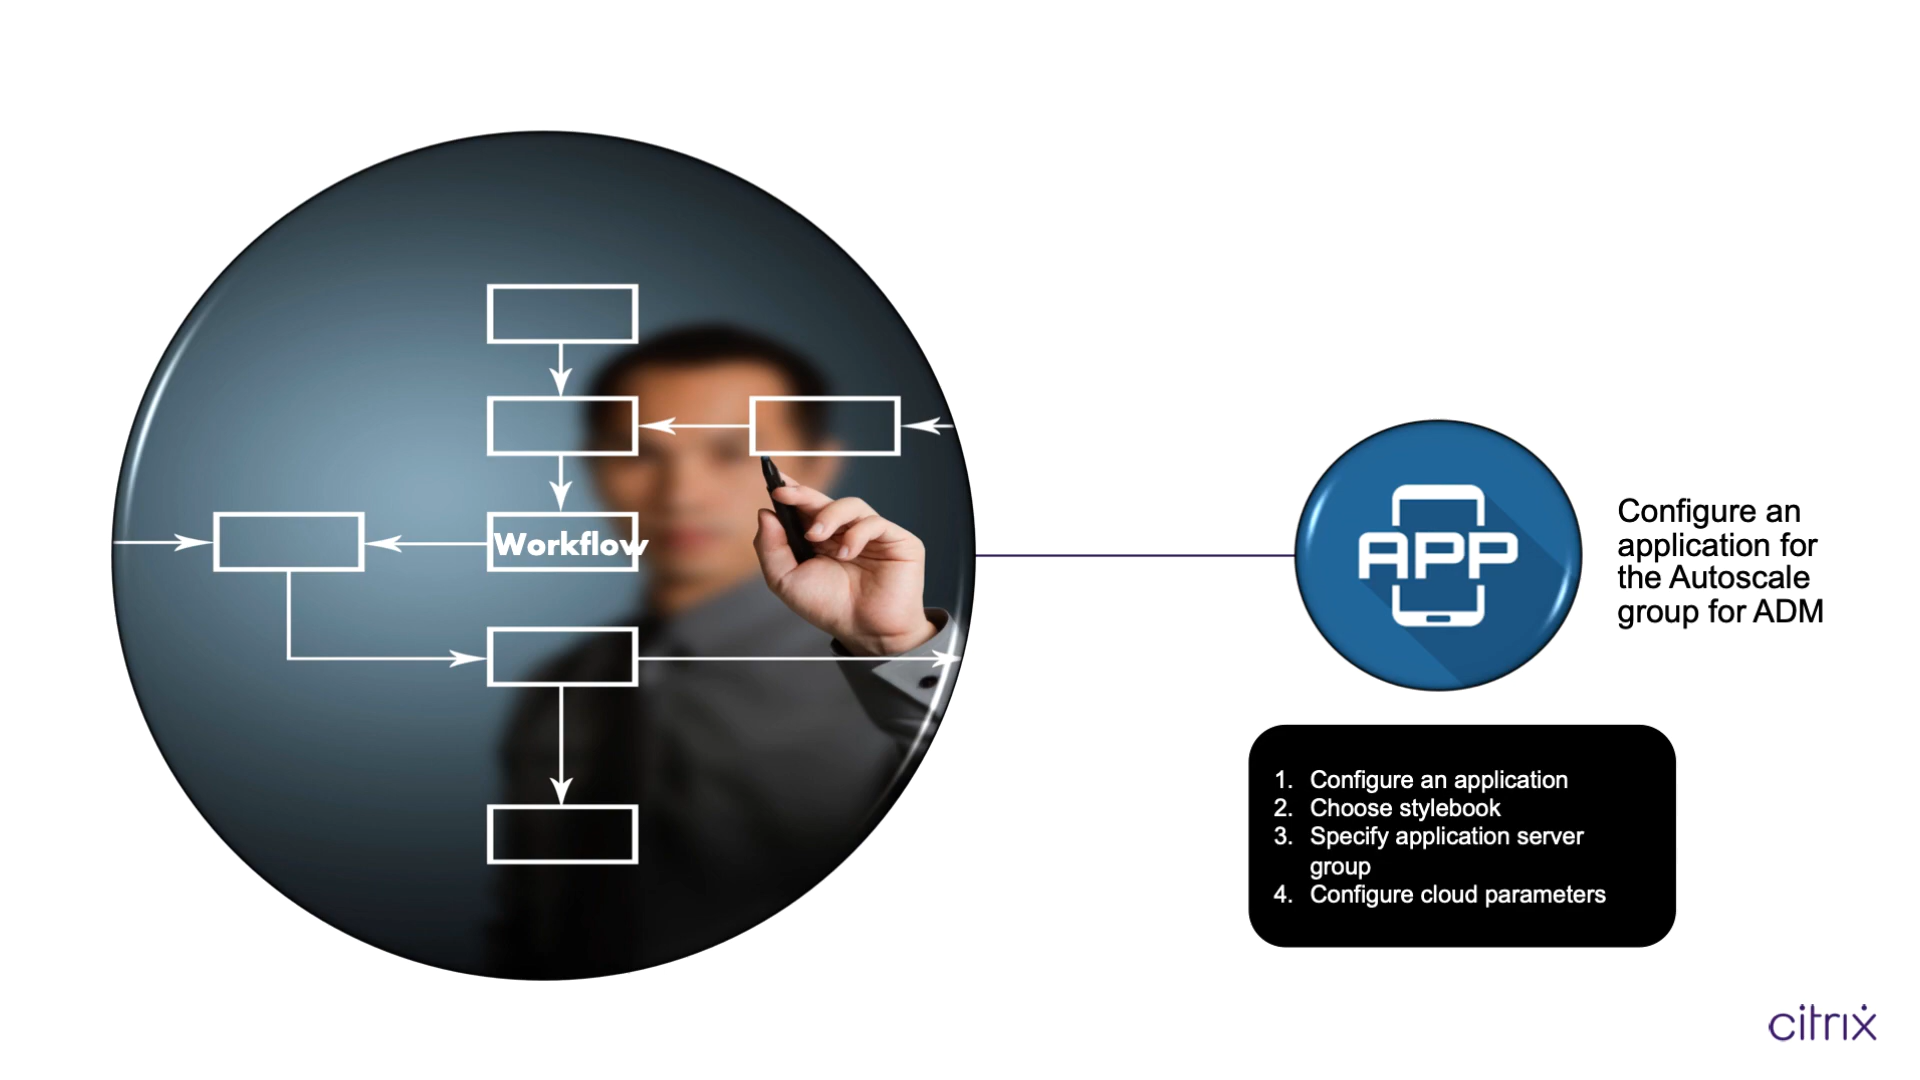 Workflow
APP
Configure an
application for
the Autoscale
group for ADM
1. Configure an application
2. Choose stylebook
3. Specify application server
group
4. Configure cloud parameters
citrix